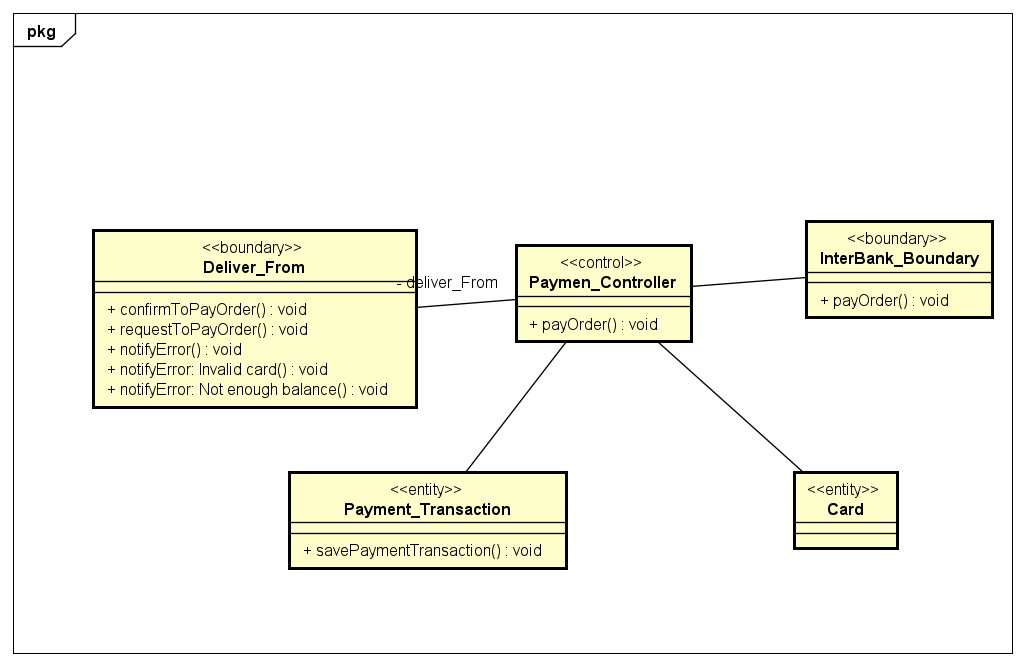 pkg
<<boundary>>
Deliver_From
+ confirmToPayOrder() : void
+ requestToPayOrder() : void
+ notifyError() : void
+ notifyError: Invalid card() : void
+ notifyError: Not enough balance() : void
- deliver_From
<<control>>
Paymen_Controller
+ payOrder() : void
<<boundary>>
InterBank_Boundary
+ payOrder() : void
<<entity>>
Payment_Transaction
+ savePaymentTransaction() : void
<<entity>>
Card